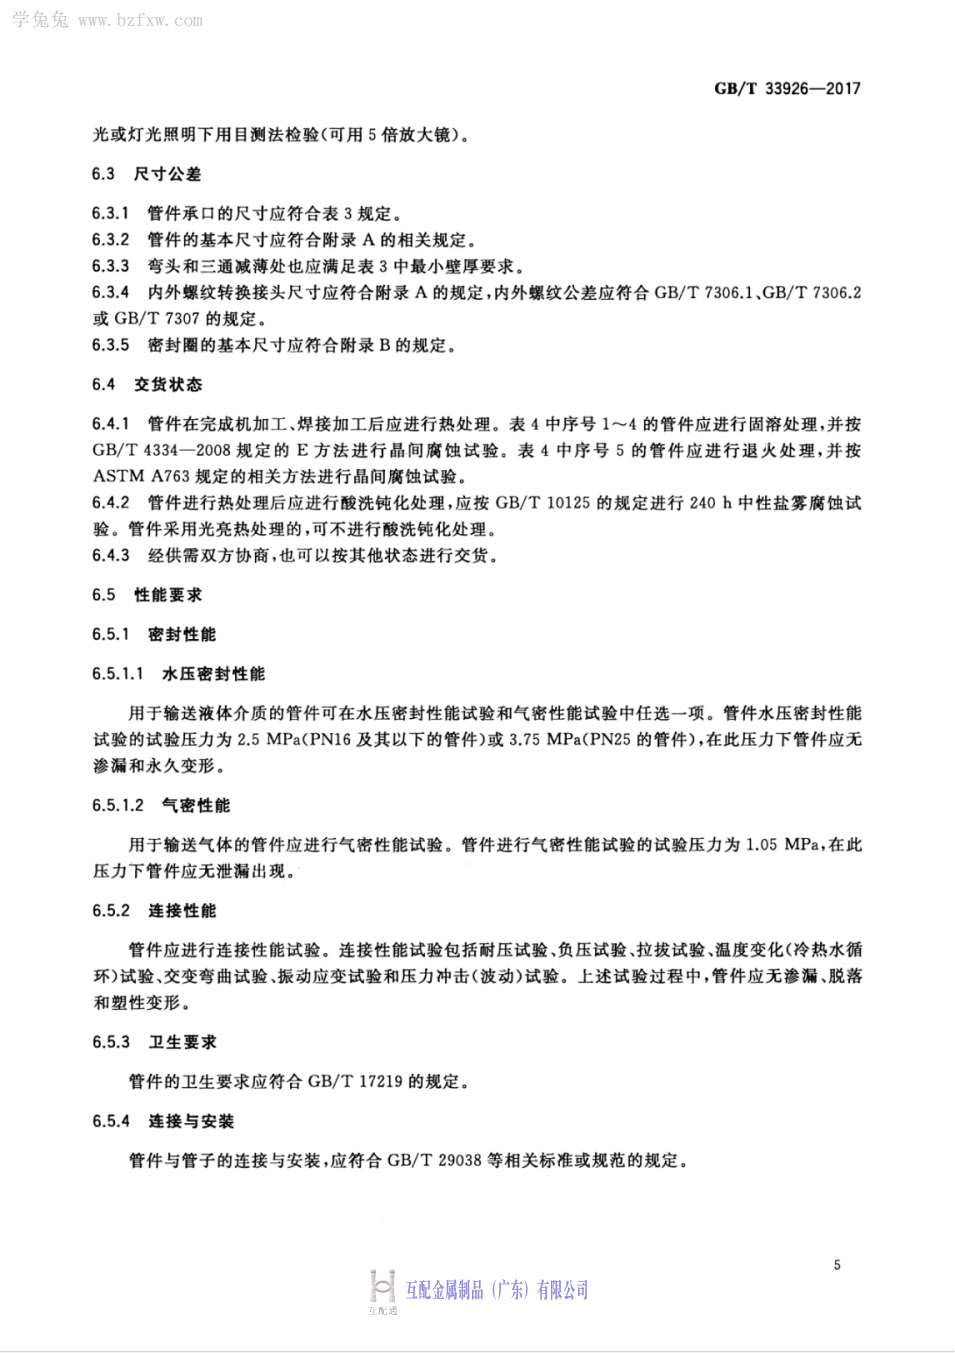 学兔兔 www.bzfxw.com
GB/T 33926—2017
光或灯光照明下用目测法检验(可用 5 倍放大镜)。
6.3 尺寸公差
6.3.1 管件承口的尺寸应符合表 3 规定。
6.3.2 管件的基本尺寸应符合附录 A 的相关规定。
6.3.3 弯头和三通减薄处也应满足表 3 中最小壁厚要求。
6.3.4 内外螺纹转换接头尺寸应符合附录 A 的规定,内外螺纹公差应符合 GB/T 7306.1、GB/T 7306.2
或 GB/T 7307 的规定。
6.3.5 密封圈的基本尺寸应符合附录 B 的规定。
6.4 交货状态
6.4.1 管件在完成机加工、焊接加工后应进行热处理。表 4 中序号 1～4 的管件应进行固溶处理,并按
GB/T 4334—2008 规定的 E 方法进行晶间腐蚀试验。表 4 中序号 5 的管件应进行退火处理,并按
ASTM A763 规定的相关方法进行晶间腐蚀试验。
6.4.2 管件进行热处理后应进行酸洗钝化处理,应按 GB/T 10125 的规定进行 240 h 中性盐雾腐蚀试
验。管件采用光亮热处理的,可不进行酸洗钝化处理。
6.4.3 经供需双方协商,也可以按其他状态进行交货。
6.5 性能要求
6.5.1 密封性能
6.5.1.1 水压密封性能
用于输送液体介质的管件可在水压密封性能试验和气密性能试验中任选一项。管件水压密封性能
试验的试验压力为 2.5 MPa(PN16 及其以下的管件)或 3.75 MPa(PN25 的管件),在此压力下管件应无
渗漏和永久变形。
6.5.1.2 气密性能
用于输送气体的管件应进行气密性能试验。管件进行气密性能试验的试验压力为 1.05 MPa,在此
压力下管件应无泄漏出现。
6.5.2 连接性能
管件应进行连接性能试验。连接性能试验包括耐压试验、负压试验、拉拔试验、温度变化(冷热水循
环)试验、交变弯曲试验、振动应变试验和压力冲击(波动)试验。上述试验过程中,管件应无渗漏、脱落
和塑性变形。
6.5.3 卫生要求
管件的卫生要求应符合 GB/T 17219 的规定。
6.5.4 连接与安装
管件与管子的连接与安装,应符合 GB/T 29038 等相关标准或规范的规定。
5
互配金属制品（广东）有限公司
互配通